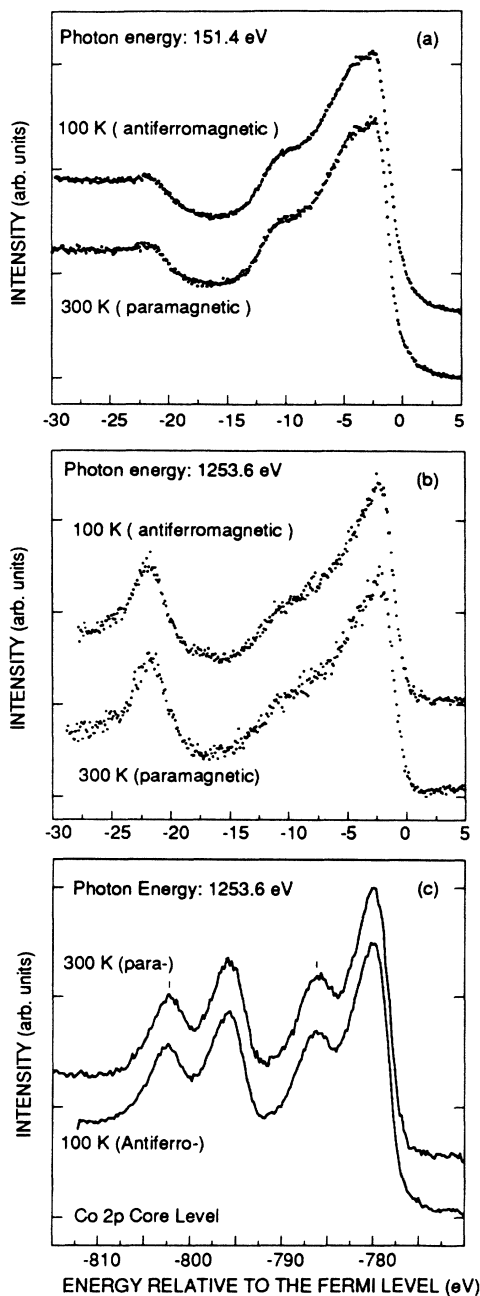 Photon energy: 151.4 eV
(a)
100 K ( antiferromagnetic )
300 K ( paramagnetic )
INTENSITY (arb. units)
-30 -25 -20 -15 -10 -5 0 5
Photon energy: 1253.6 eV
(b)
100 K ( antiferromagnetic )
300 K (paramagnetic)
INTENSITY (arb. units)
-30 -25 -20 -15 -10 -5 0 5
Photon Energy: 1253.6 eV
(c)
300 K (para-)
100 K (Antiferro-)
Co 2p Core Level
INTENSITY (arb. units)
-810 -800 -790 -780
ENERGY RELATIVE TO THE FERMI LEVEL (eV)